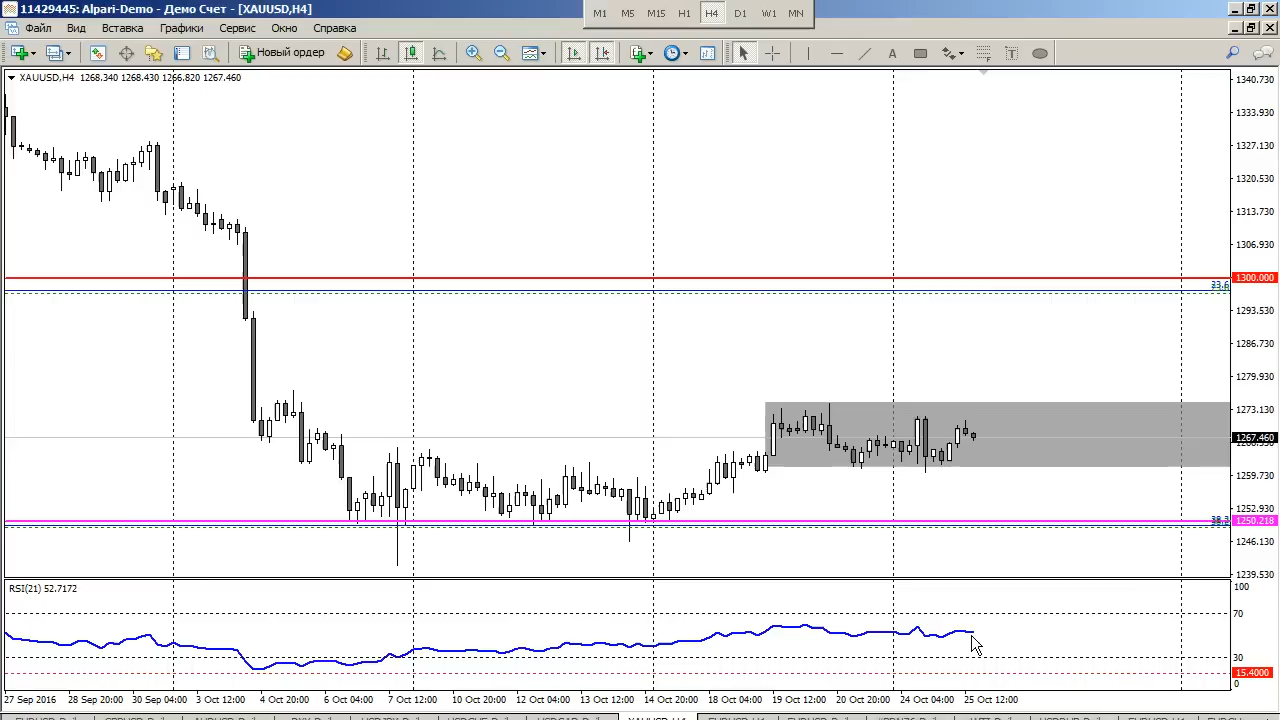 11429445: Alpari-Demo - Демо Счет - [XAUUSD,H4]
M1 M5 M15 H1 H4 D1 W1 MN
Файл Вид Вставка Графики Сервис Окно Справка
Новый ордер
A T
XAUUSD,H4 1268.340 1268.430 1266.820 1267.460
1340.730
1333.930
1327.130
1320.530
1313.730
1306.930
1300.000
23.6
1293.530
1286.730
1279.930
1273.130
1267.460
1259.730
1252.930
1250.218
1246.130
1239.530
RSI(21) 52.7172
100
70
30
15.4000
0
27 Sep 2016 28 Sep 20:00 30 Sep 04:00 3 Oct 12:00 4 Oct 20:00 6 Oct 04:00 7 Oct 12:00 10 Oct 20:00 12 Oct 04:00 13 Oct 12:00 14 Oct 20:00 18 Oct 04:00 19 Oct 12:00 20 Oct 20:00 24 Oct 04:00 25 Oct 12:00